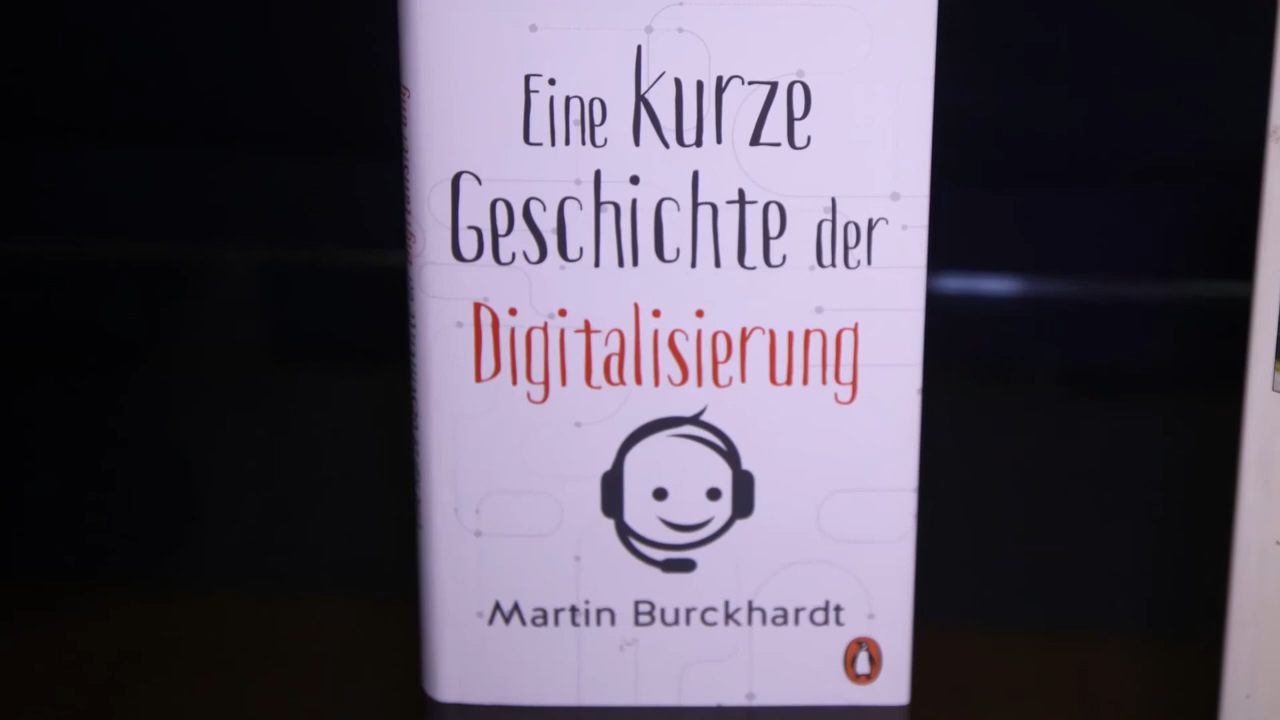 Eine kurze
Geschichte der
Digitalisierung
Martin Burckhardt